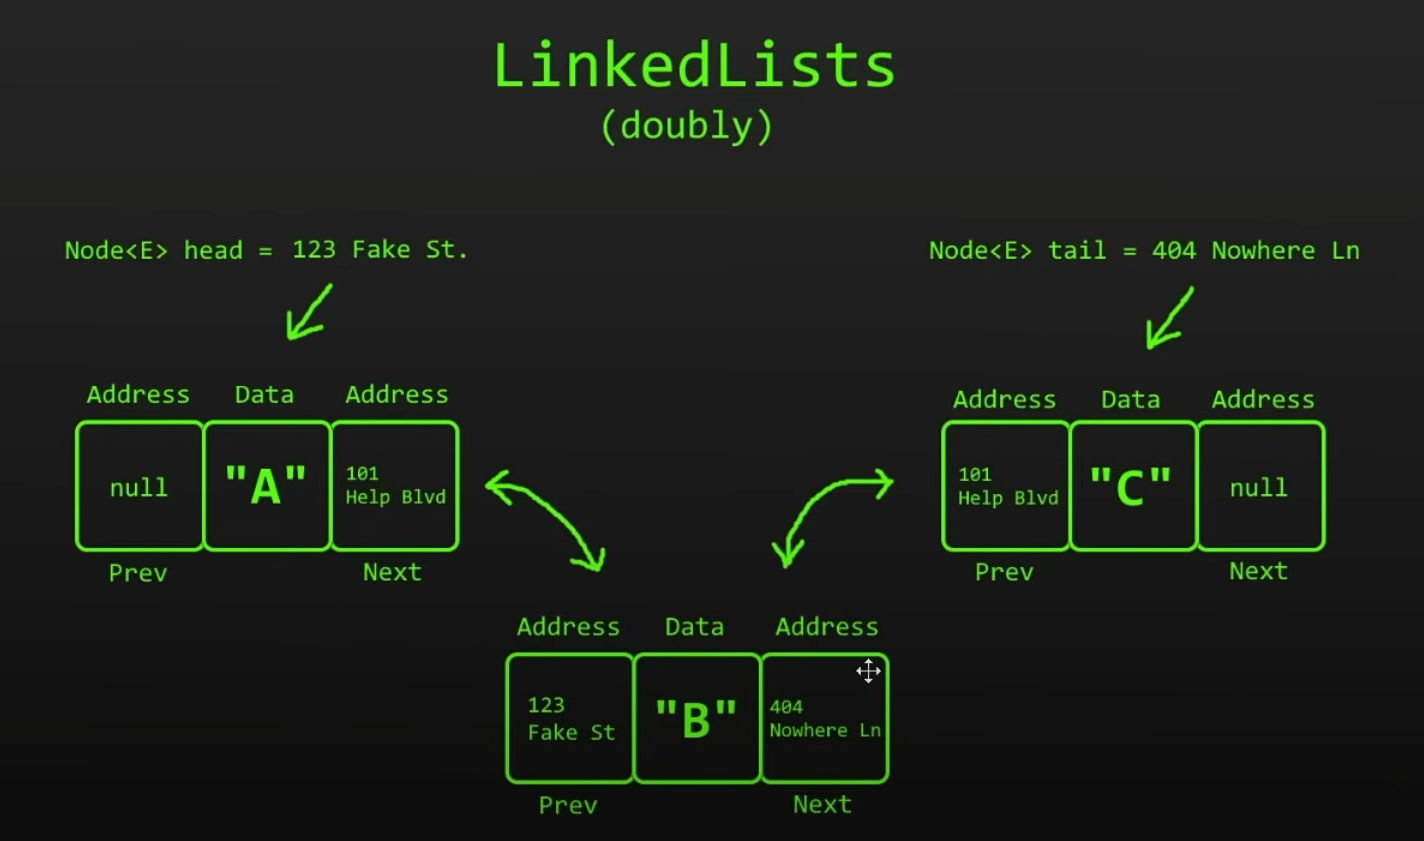 LinkedLists
(doubly)
Node<E> head = 123 Fake St.
Node<E> tail = 404 Nowhere Ln
Address Data Address
null "A" 101
Help Blvd
Prev Next
Address Data Address
101
Help Blvd "C" null
Prev Next
Address Data Address
123
Fake St "B" 404
Nowhere Ln
Prev Next